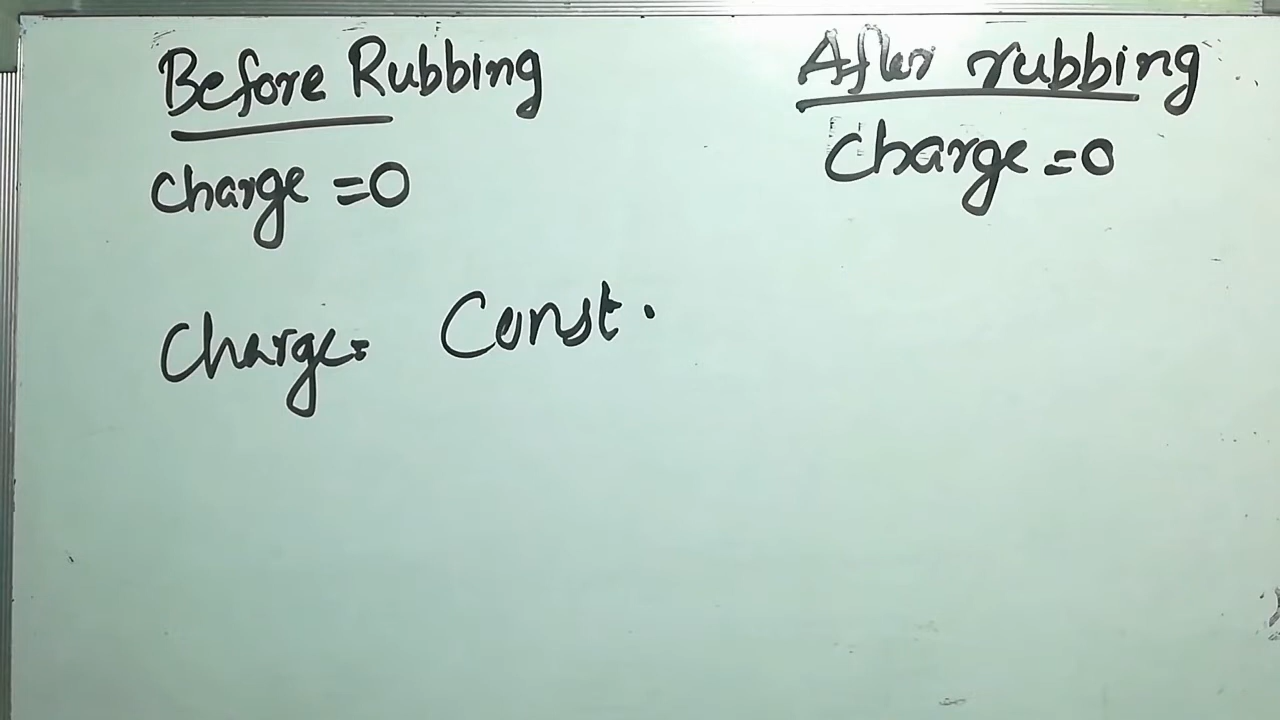 Before Rubbing
charge =0
After rubbing
Charge =0
Charge= Const.